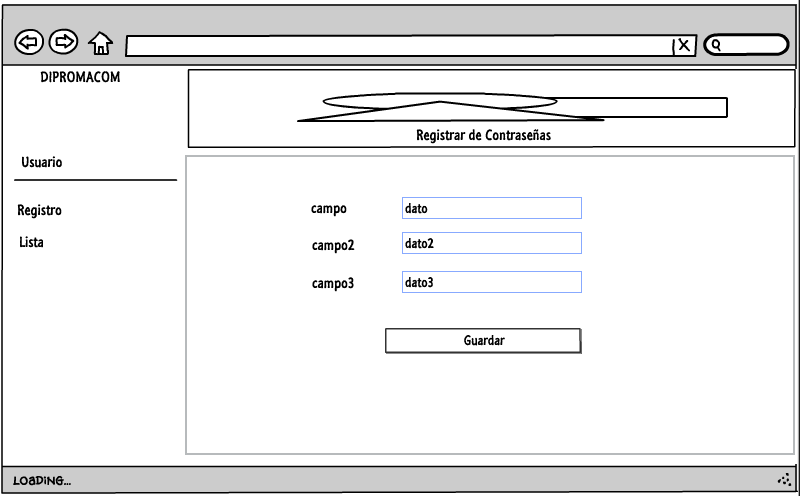 DIPROMACOM
Registrar de Contraseñas
Usuario
Registro
Lista
campo dato
campo2 dato2
campo3 dato3
Guardar
LOADING...